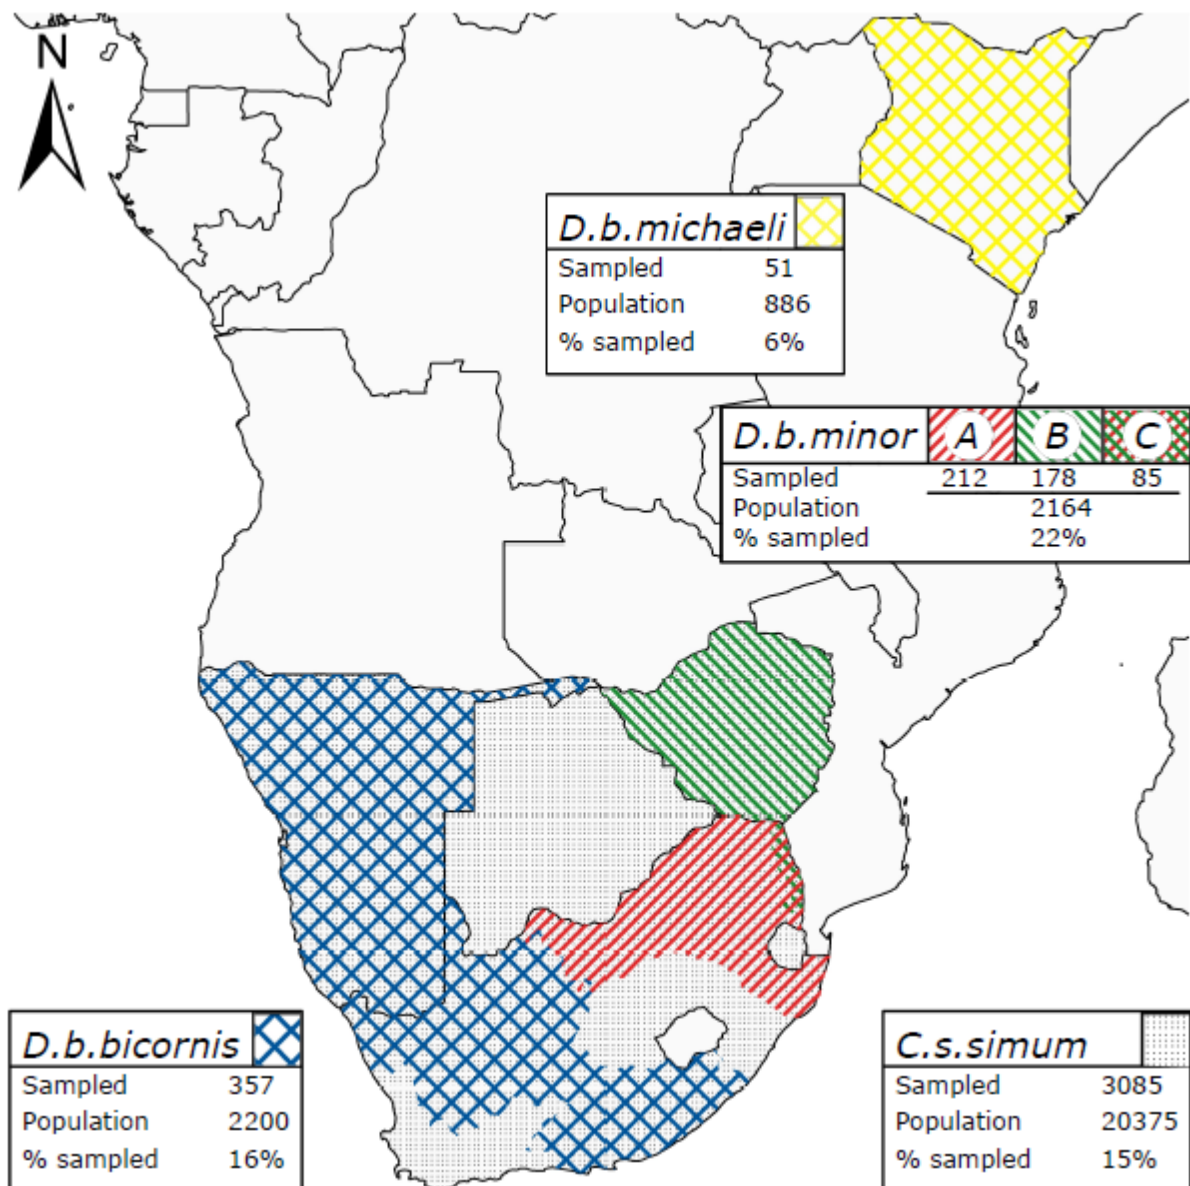 N
D.b.michaeli
Sampled 51
Population 886
% sampled 6%
D.b.minor A B C
Sampled 212 178 85
Population 2164
% sampled 22%
D.b.bicornis
Sampled 357
Population 2200
% sampled 16%
C.s.simum
Sampled 3085
Population 20375
% sampled 15%